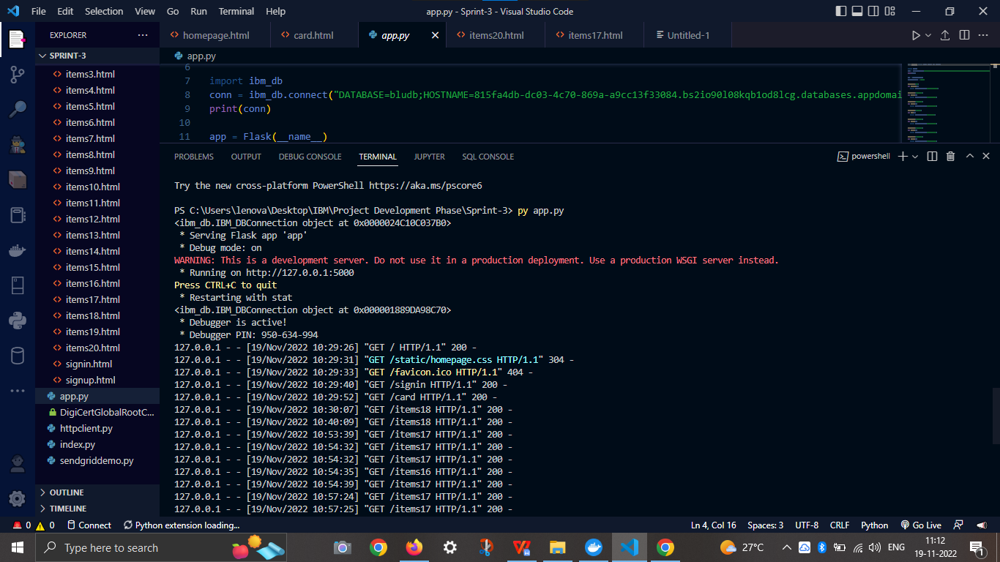 File Edit Selection View Go Run Terminal Help
app.py - Sprint-3 - Visual Studio Code
EXPLORER
homepage.html
card.html
app.py
items20.html
items17.html
Untitled-1
SPRINT-3
app.py
items3.html
items4.html
items5.html
items6.html
items7.html
items8.html
items9.html
items10.html
items11.html
items12.html
items13.html
items14.html
items15.html
items16.html
items17.html
items18.html
items19.html
items20.html
signin.html
signup.html
app.py
DigiCertGlobalRootC...
httpclient.py
index.py
sendgriddemo.py
OUTLINE
TIMELINE
6
7 import ibm_db
8 conn = ibm_db.connect("DATABASE=bludb;HOSTNAME=815fa4db-dc03-4c70-869a-a9cc13f33084.bs2io90l08kqb1od8lcg.databases.appdomai
9 print(conn)
10
11 app = Flask(__name__)
PROBLEMS OUTPUT DEBUG CONSOLE TERMINAL JUPYTER SQL CONSOLE
powershell
Try the new cross-platform PowerShell https://aka.ms/pscore6
PS C:\Users\lenova\Desktop\IBM\Project Development Phase\Sprint-3> py app.py
<ibm_db.IBM_DBConnection object at 0x0000024C10C037B0>
* Serving Flask app 'app'
* Debug mode: on
WARNING: This is a development server. Do not use it in a production deployment. Use a production WSGI server instead.
* Running on http://127.0.0.1:5000
Press CTRL+C to quit
* Restarting with stat
<ibm_db.IBM_DBConnection object at 0x000001889DA98C70>
* Debugger is active!
* Debugger PIN: 950-634-994
127.0.0.1 - - [19/Nov/2022 10:29:26] "GET / HTTP/1.1" 200 -
127.0.0.1 - - [19/Nov/2022 10:29:31] "GET /static/homepage.css HTTP/1.1" 304 -
127.0.0.1 - - [19/Nov/2022 10:29:33] "GET /favicon.ico HTTP/1.1" 404 -
127.0.0.1 - - [19/Nov/2022 10:29:40] "GET /signin HTTP/1.1" 200 -
127.0.0.1 - - [19/Nov/2022 10:29:52] "GET /card HTTP/1.1" 200 -
127.0.0.1 - - [19/Nov/2022 10:30:07] "GET /items18 HTTP/1.1" 200 -
127.0.0.1 - - [19/Nov/2022 10:40:09] "GET /items18 HTTP/1.1" 200 -
127.0.0.1 - - [19/Nov/2022 10:53:39] "GET /items17 HTTP/1.1" 200 -
127.0.0.1 - - [19/Nov/2022 10:54:32] "GET /items17 HTTP/1.1" 200 -
127.0.0.1 - - [19/Nov/2022 10:54:32] "GET /items17 HTTP/1.1" 200 -
127.0.0.1 - - [19/Nov/2022 10:54:35] "GET /items16 HTTP/1.1" 200 -
127.0.0.1 - - [19/Nov/2022 10:54:39] "GET /items17 HTTP/1.1" 200 -
127.0.0.1 - - [19/Nov/2022 10:57:24] "GET /items17 HTTP/1.1" 200 -
127.0.0.1 - - [19/Nov/2022 10:57:25] "GET /items17 HTTP/1.1" 200 -
0 0 Connect Python extension loading...
Ln 4, Col 16 Spaces: 3 UTF-8 CRLF Python Go Live
Type here to search
27°C
ENG
11:12
19-11-2022
1